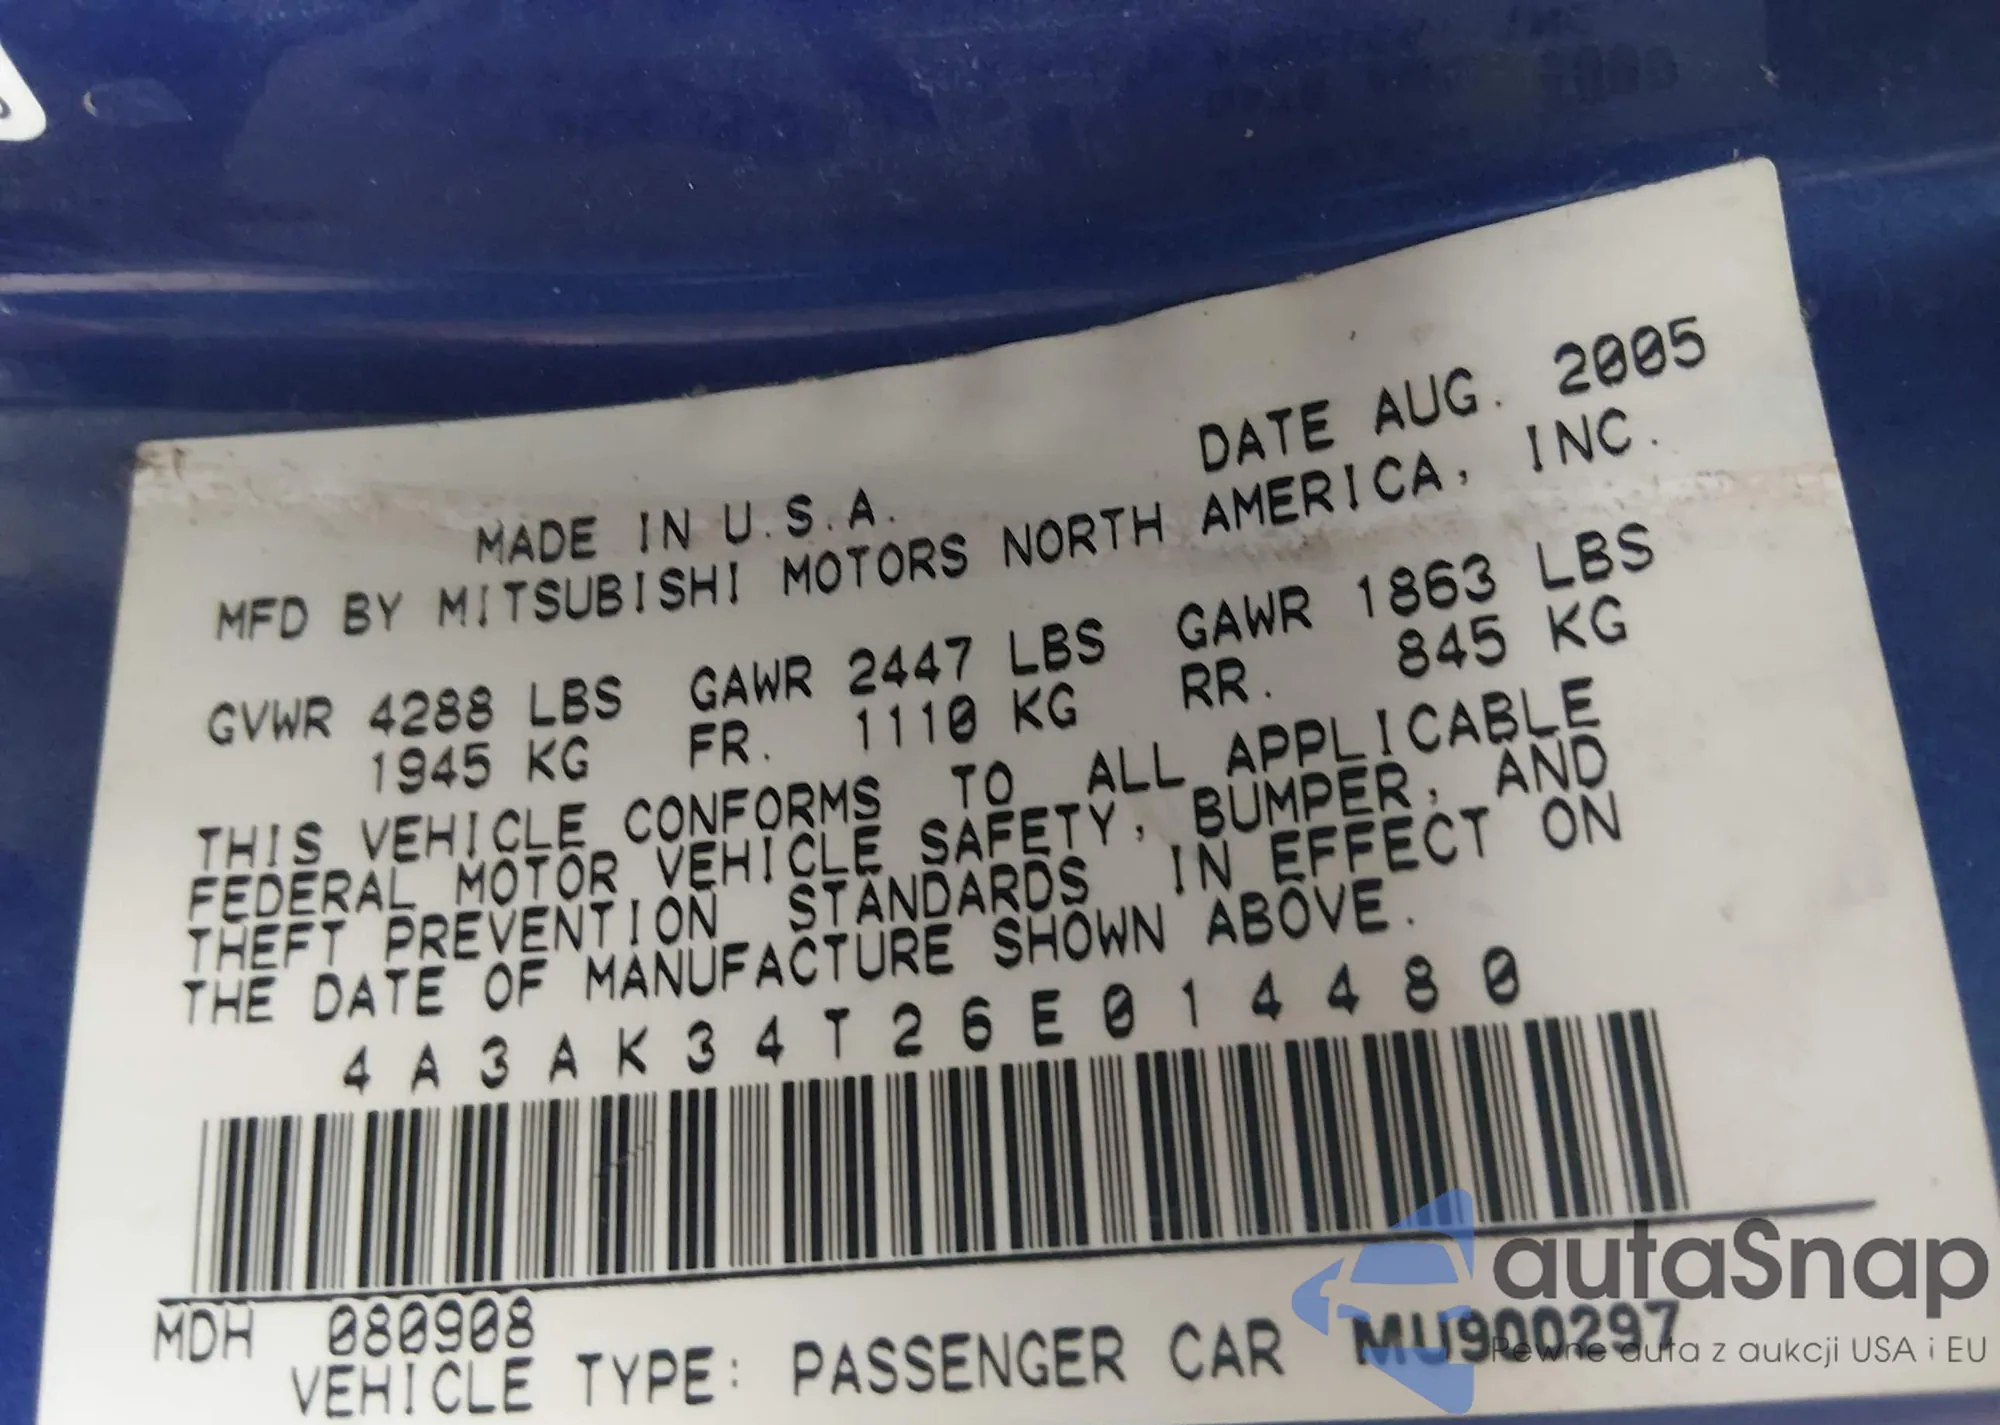 DATE AUG. 2005
MADE IN U.S.A.
MFD BY MITSUBISHI MOTORS NORTH AMERICA, INC.
GVWR 4288 LBS GAWR 2447 LBS GAWR 1863 LBS
1945 KG FR. 1110 KG RR. 845 KG
THIS VEHICLE CONFORMS TO ALL APPLICABLE
FEDERAL MOTOR VEHICLE SAFETY, BUMPER, AND
THEFT PREVENTION STANDARDS IN EFFECT ON
THE DATE OF MANUFACTURE SHOWN ABOVE.
4A3AK34T26E014480
MDH 080908
VEHICLE TYPE: PASSENGER CAR MU900297
autaSnap
Pewne auta z aukcji USA i EU